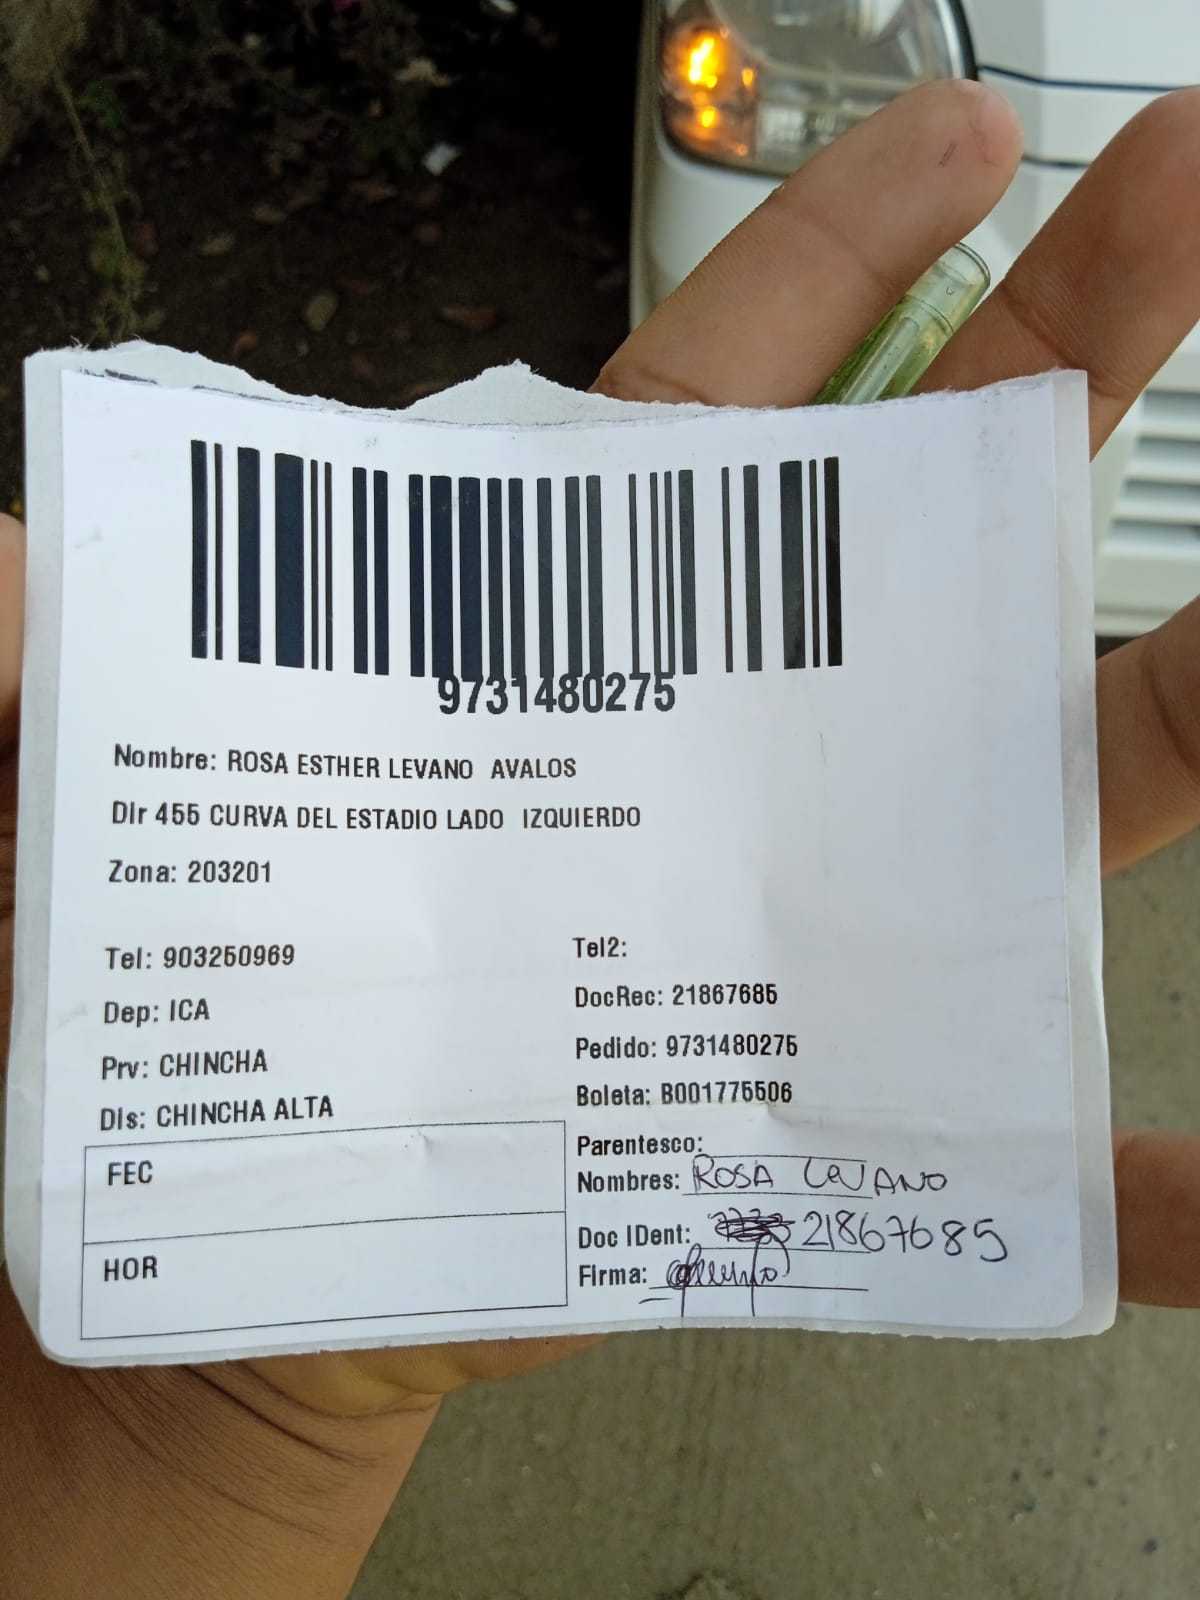 9731480275
Nombre: ROSA ESTHER LEVANO AVALOS
DIr 455 CURVA DEL ESTADIO LADO IZQUIERDO
Zona: 203201
Tel: 903250969
Dep: ICA
Prv: CHINCHA
DIs: CHINCHA ALTA
FEC
HOR
Tel2:
DocRec: 21867685
Pedido: 9731480275
Boleta: B001775506
Parentesco:
Nombres: ROSA LEVANO
Doc IDent: 21867685
Firma: